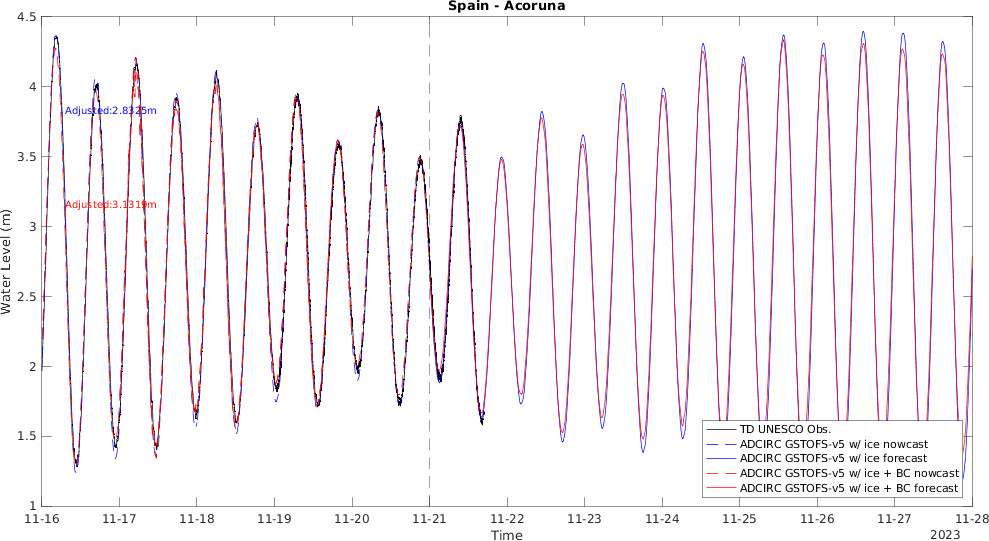 Spain - Acoruna
4.5
4
3.5
3
2.5
2
1.5
1
Water Level (m)
Adjusted:2.8325m
Adjusted:3.1319m
TD UNESCO Obs.
ADCIRC GSTOFS-v5 w/ ice nowcast
ADCIRC GSTOFS-v5 w/ ice forecast
ADCIRC GSTOFS-v5 w/ ice + BC nowcast
ADCIRC GSTOFS-v5 w/ ice + BC forecast
11-16 11-17 11-18 11-19 11-20 11-21 11-22 11-23 11-24 11-25 11-26 11-27 11-28
Time
2023